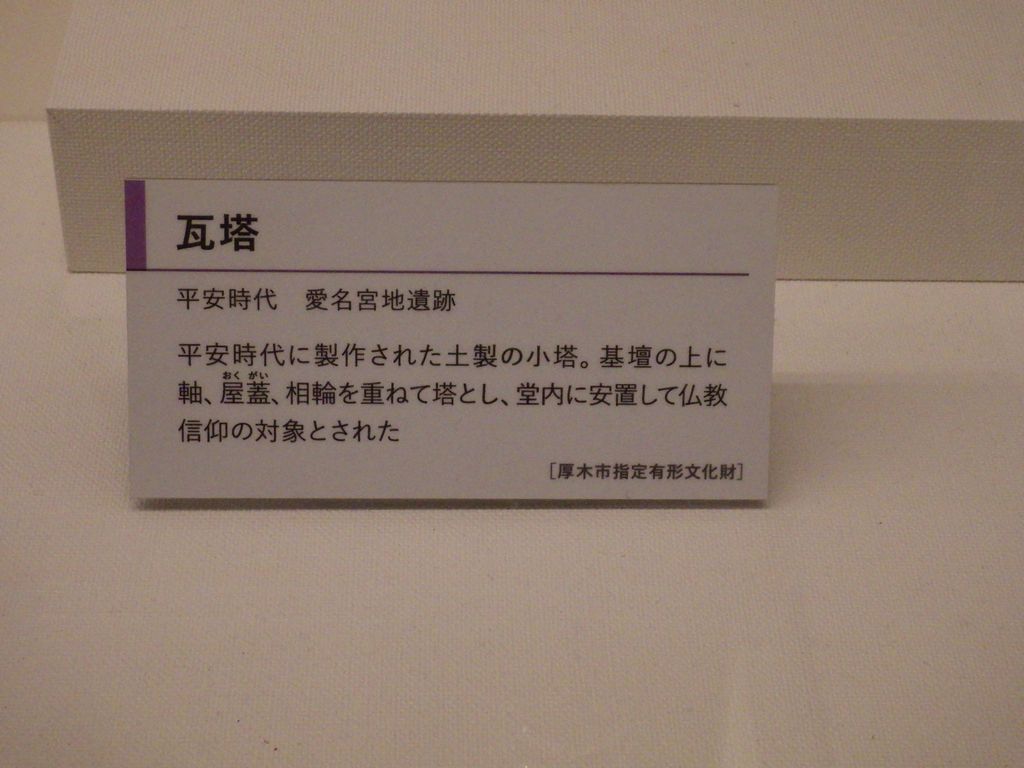 瓦塔
平安時代　愛名宮地遺跡
平安時代に製作された土製の小塔。基壇の上に
軸、屋蓋、相輪を重ねて塔とし、堂内に安置して仏教
おく がい
信仰の対象とされた
[厚木市指定有形文化財]